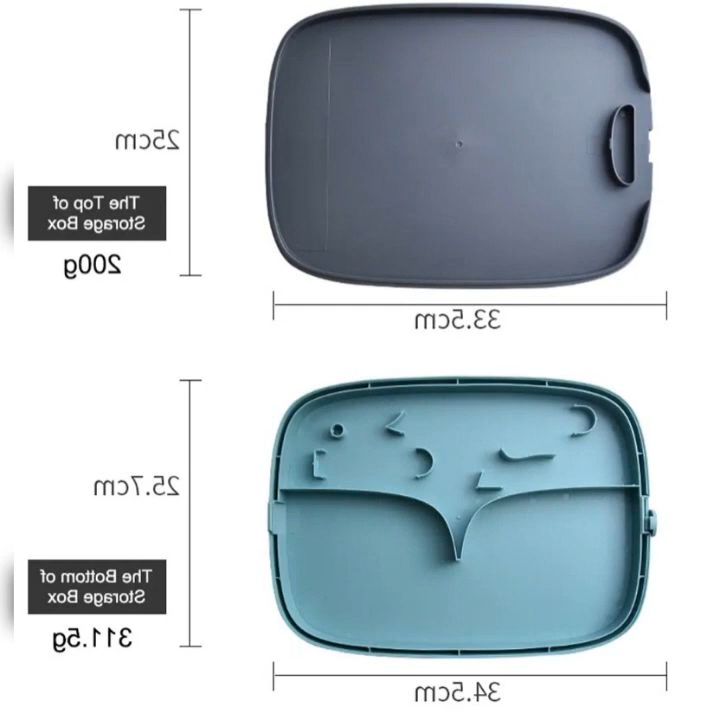 25cm
The Top of
Storage Box
200g
33.5cm
25.7cm
The Bottom of
Storage Box
311.5g
34.5cm